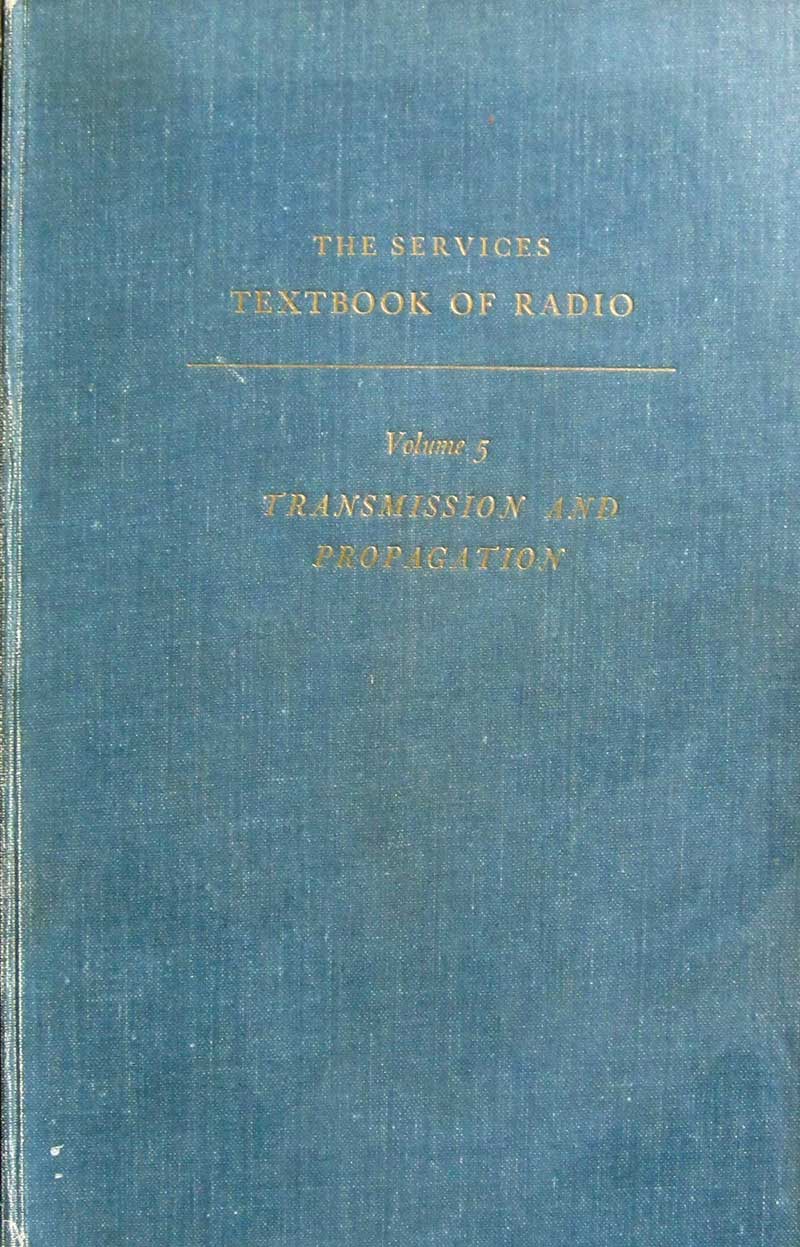 THE SERVICES
TEXTBOOK OF RADIO
Volume 5
TRANSMISSION AND
PROPAGATION